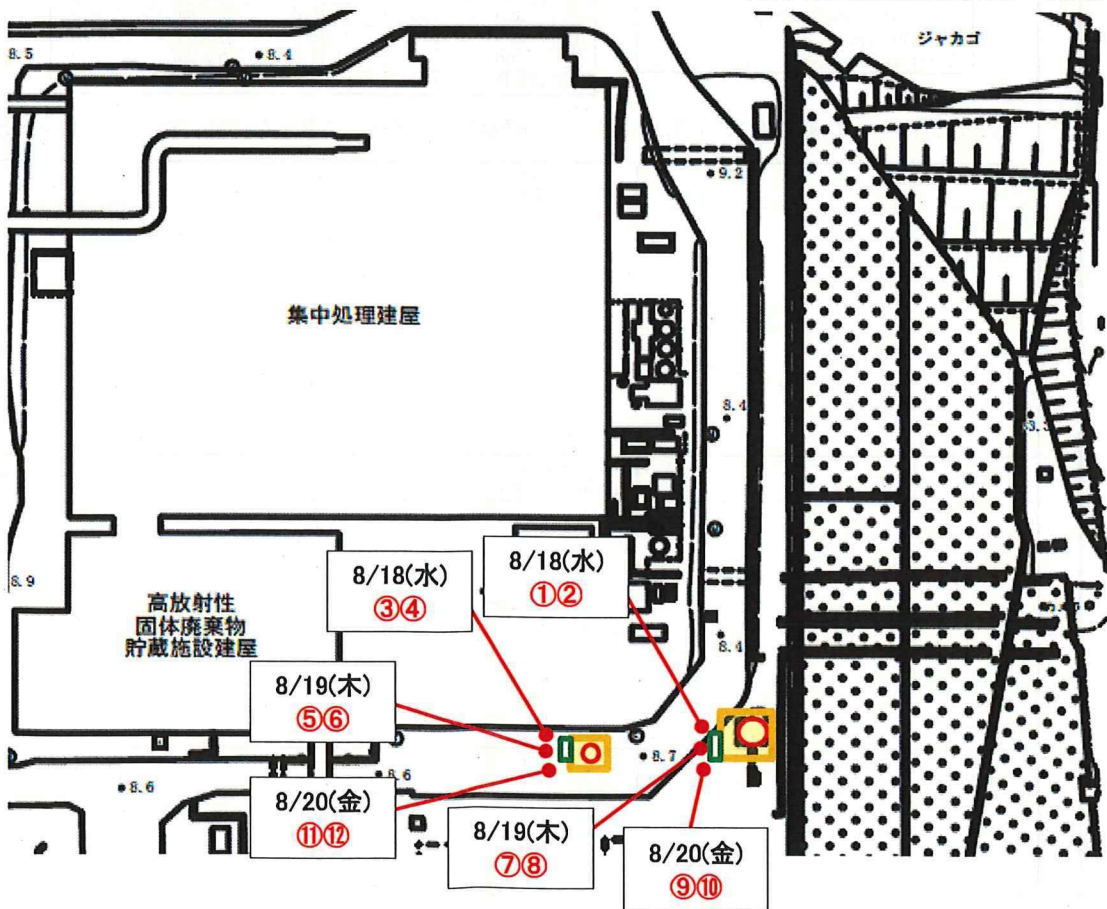 ジャカゴ
8.5
8.4
9.2
集中処理建屋
8.4
8.9
高放射性
固体廃棄物
貯蔵施設建屋
8/18(水)
③④
8/18(水)
①②
8.4
8/19(木)
⑤⑥
8.7
8.6
8.6
8/20(金)
⑪⑫
8/19(木)
⑦⑧
8/20(金)
⑨⑩